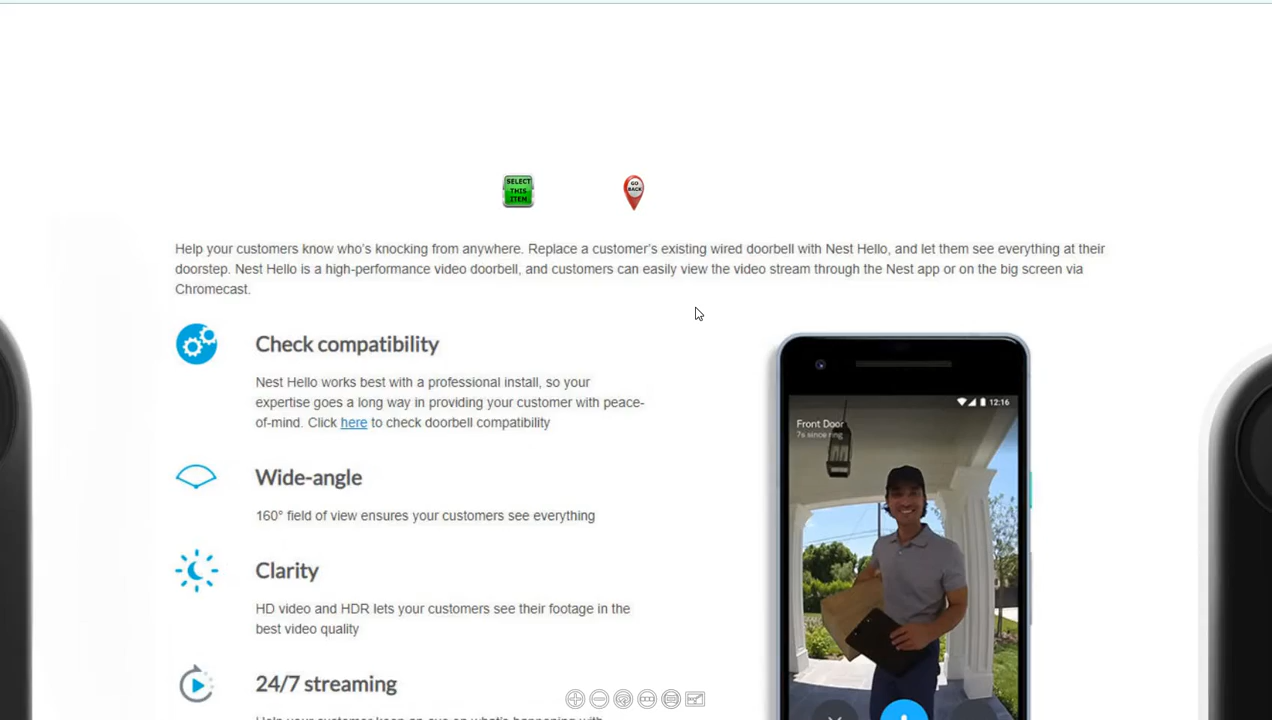 SELECT
THIS
ITEM
GO
BACK
Help your customers know who's knocking from anywhere. Replace a customer's existing wired doorbell with Nest Hello, and let them see everything at their
doorstep. Nest Hello is a high-performance video doorbell, and customers can easily view the video stream through the Nest app or on the big screen via
Chromecast.
Check compatibility
Nest Hello works best with a professional install, so your
expertise goes a long way in providing your customer with peace-
of-mind. Click here to check doorbell compatibility
Wide-angle
160° field of view ensures your customers see everything
Clarity
HD video and HDR lets your customers see their footage in the
best video quality
24/7 streaming
12:16
Front Door
7s since ring